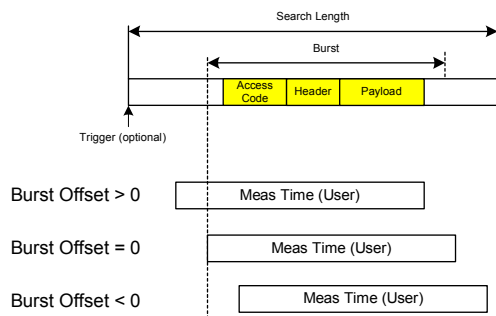 Search Length
Burst
Access
Code
Header
Payload
Trigger (optional)
Burst Offset > 0
Meas Time (User)
Burst Offset = 0
Meas Time (User)
Burst Offset < 0
Meas Time (User)